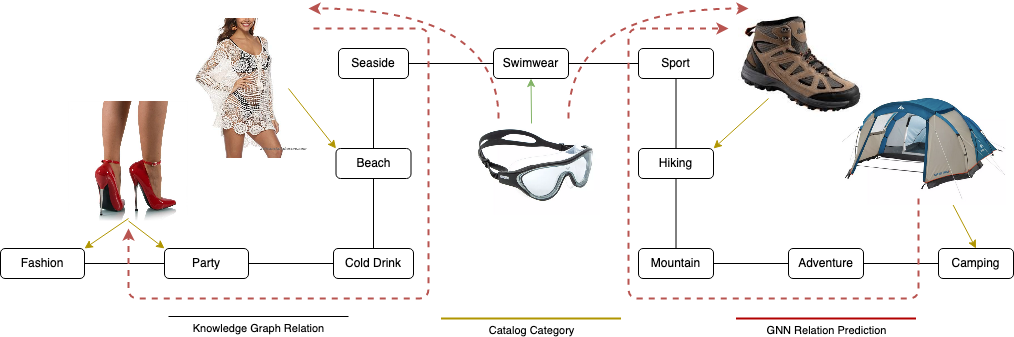 Seaside
Swimwear
Sport
Beach
Hiking
Fashion
Party
Cold Drink
Mountain
Adventure
Camping
Knowledge Graph Relation
Catalog Category
GNN Relation Prediction